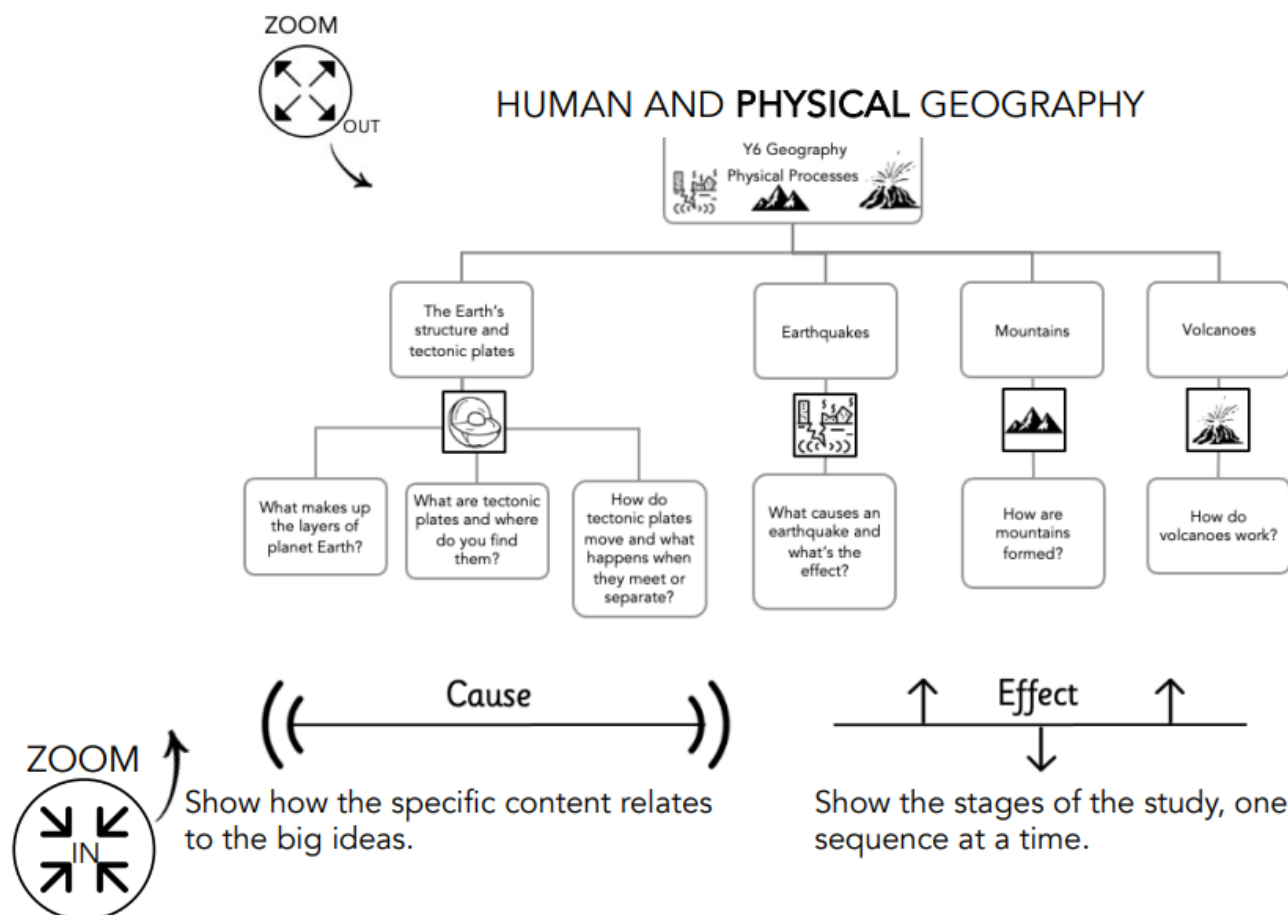 ZOOM
OUT
HUMAN AND PHYSICAL GEOGRAPHY
Y6 Geography
Physical Processes
The Earth's
structure and
tectonic plates
Earthquakes
Mountains
Volcanoes
What makes up
the layers of
planet Earth?
What are tectonic
plates and where
do you find
them?
How do
tectonic plates
move and what
happens when
they meet or
separate?
What causes an
earthquake and
what's the
effect?
How are
mountains
formed?
How do
volcanoes work?
Cause
Effect
ZOOM
IN
Show how the specific content relates
to the big ideas.
Show the stages of the study, one
sequence at a time.